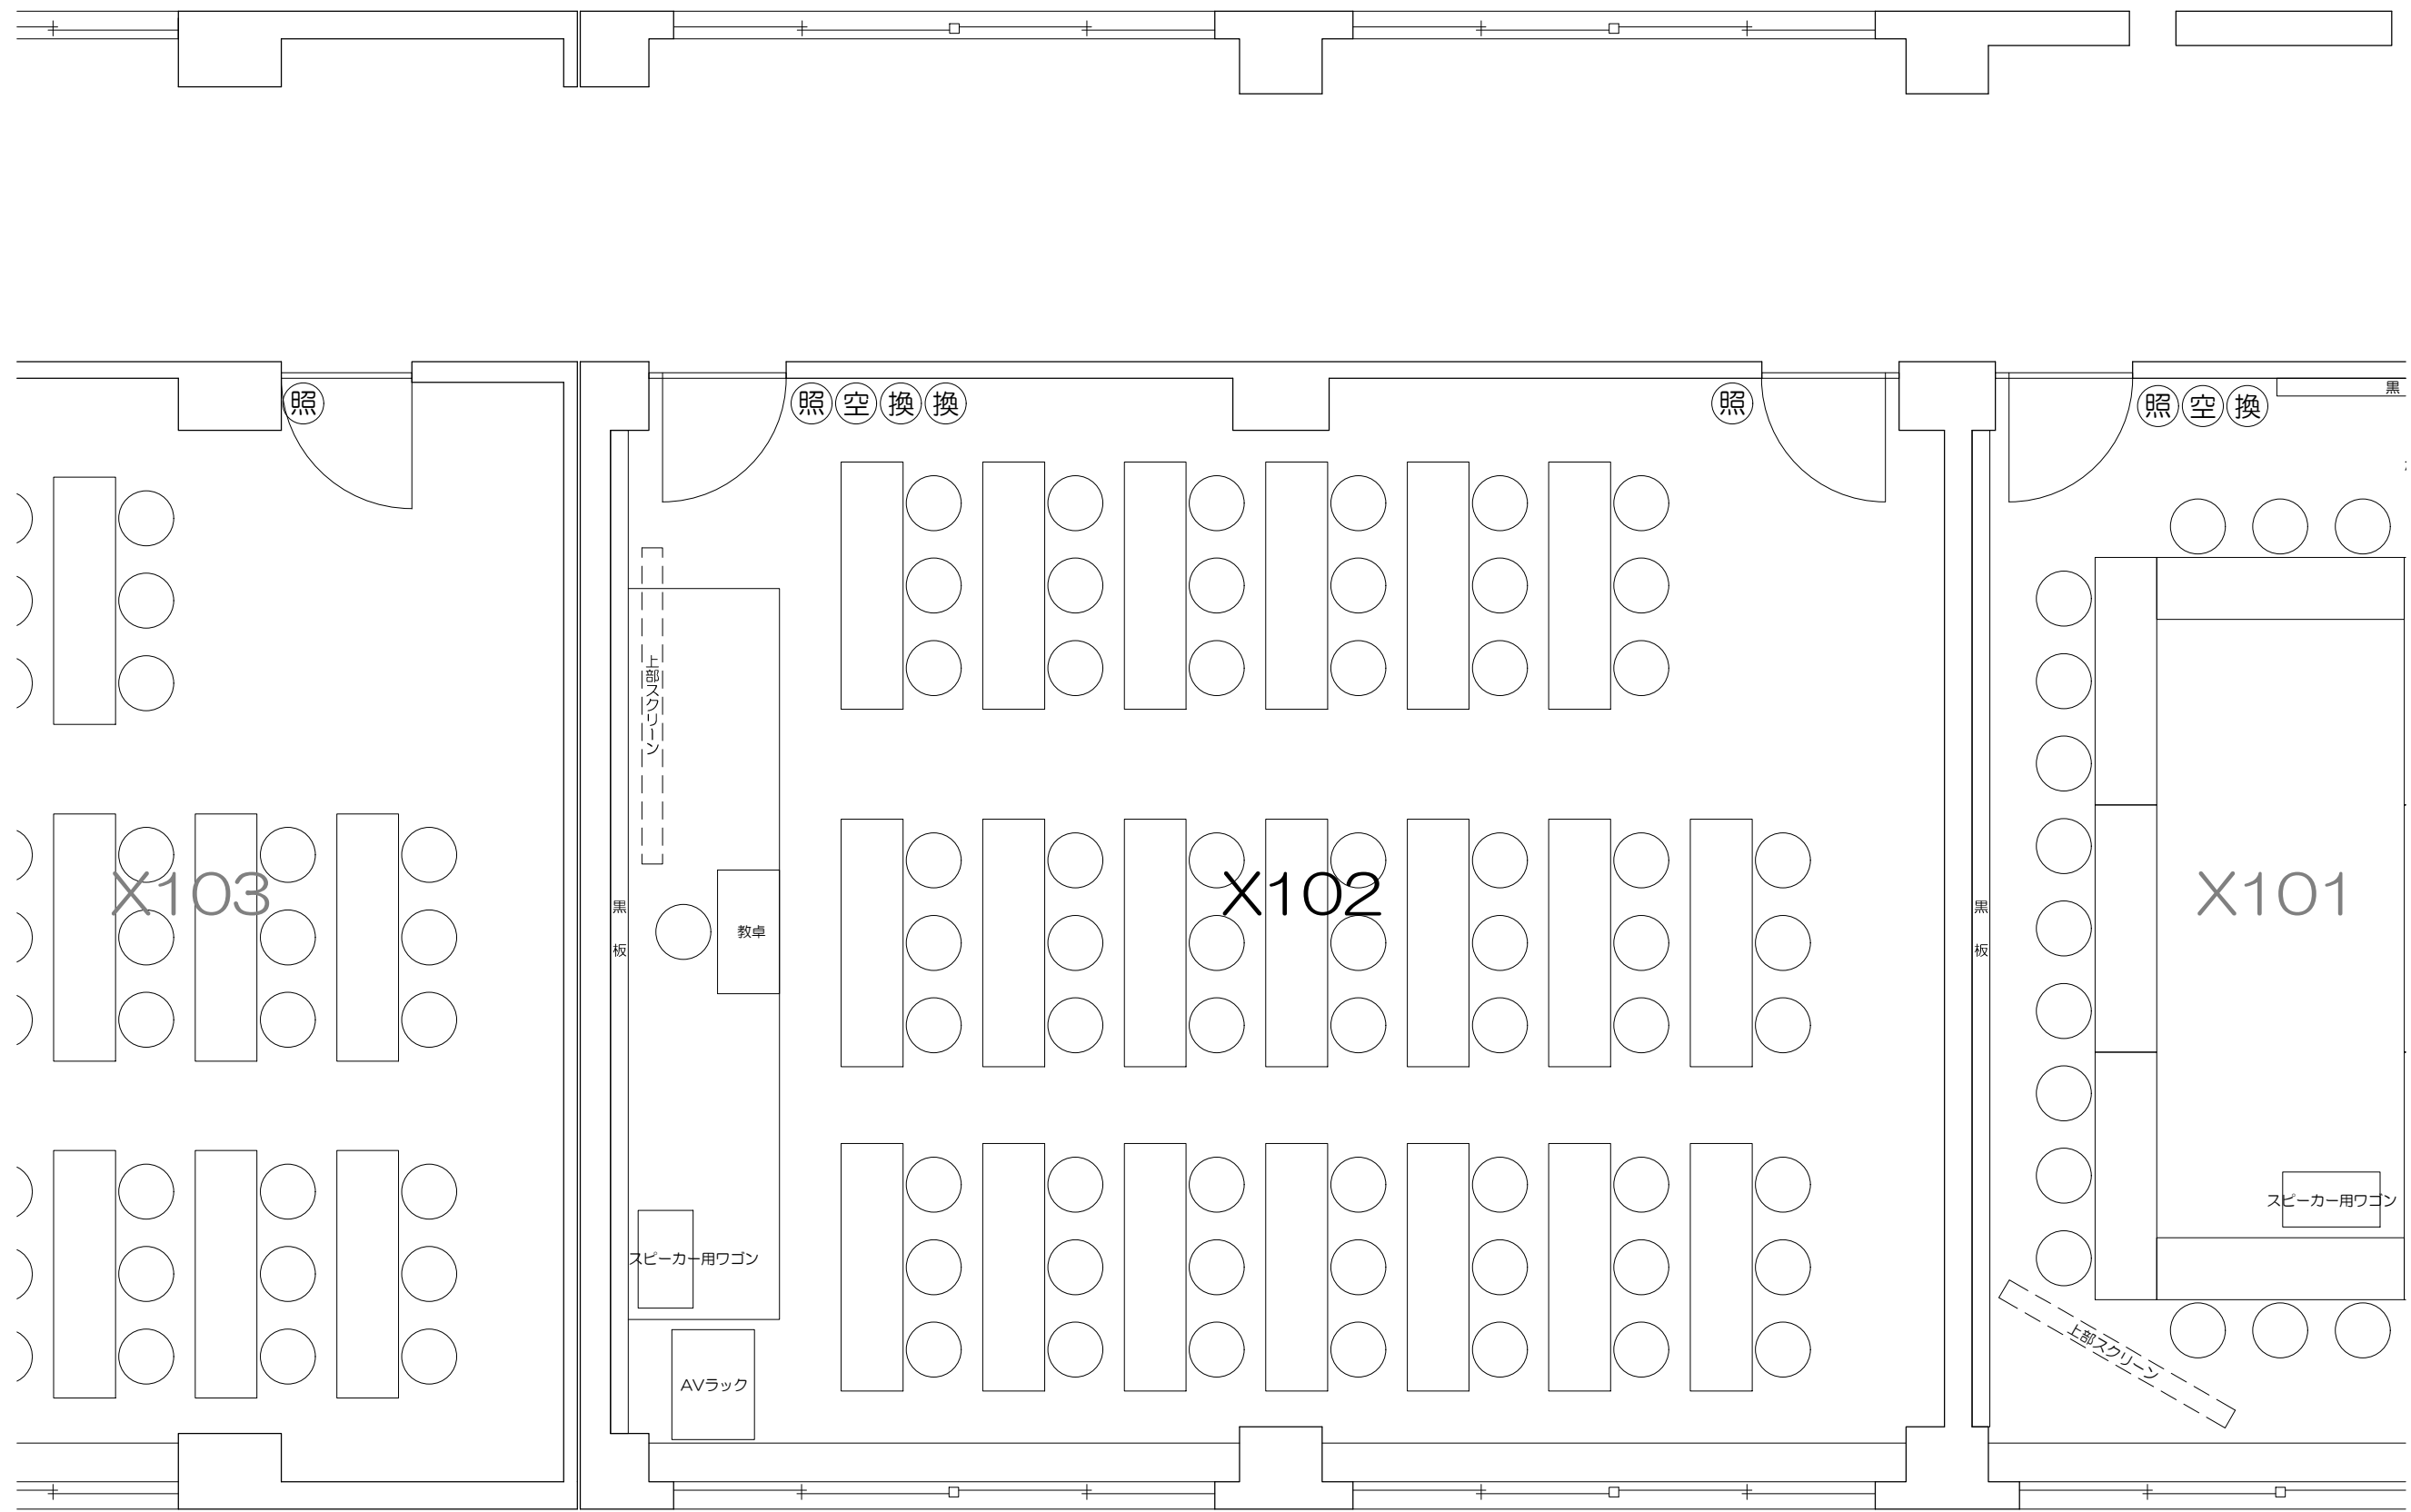 照
照
空
換
換
照
照
空
換
黒
上部スクリーン
X103
X102
X101
黒板
教卓
黒板
スピーカー用ワゴン
スピーカー用ワゴン
上部スクリーン
AVラック